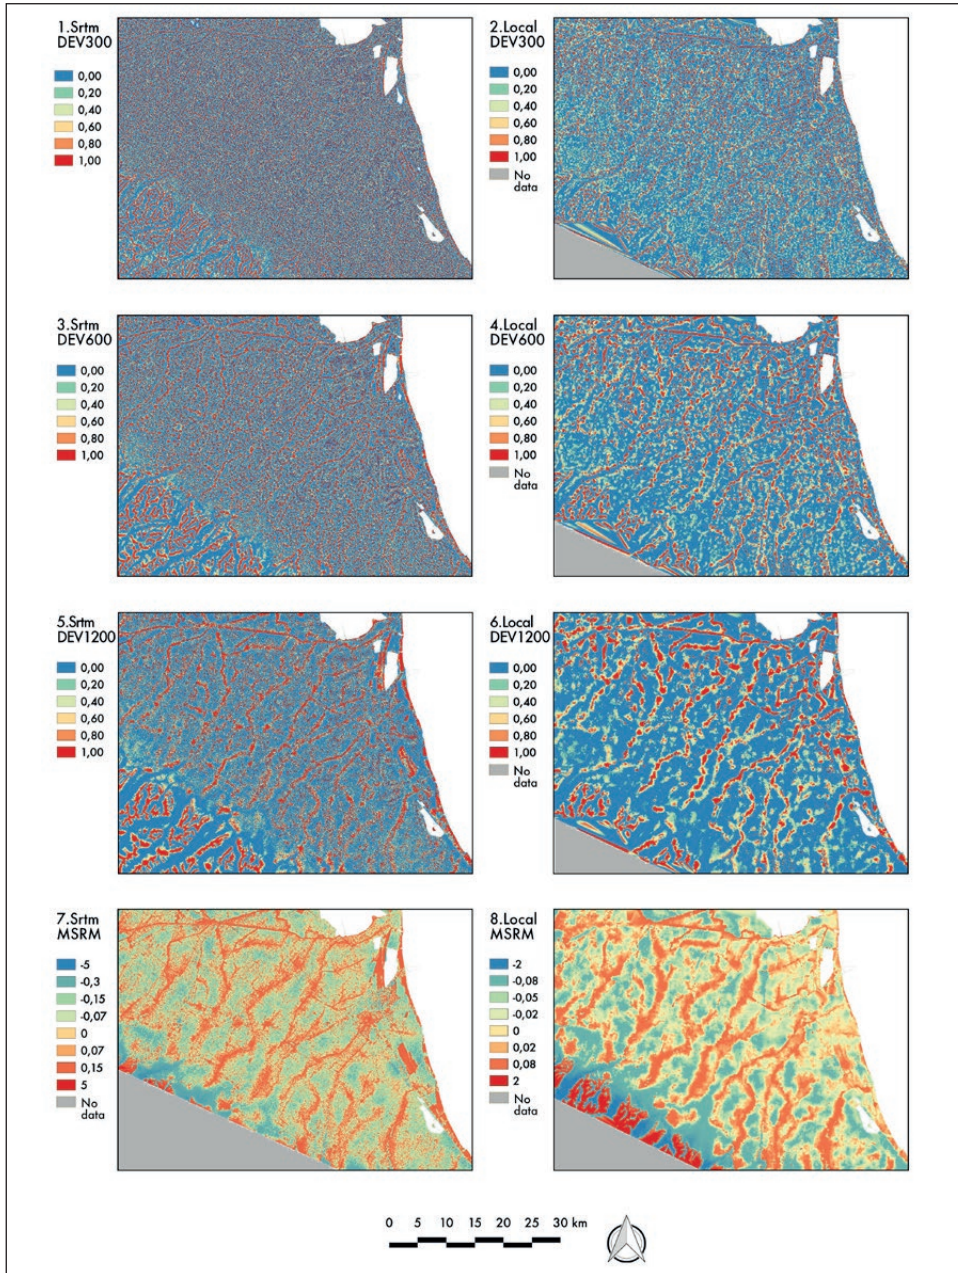 1.Srtm
DEV300
0,00
0,20
0,40
0,60
0,80
1,00
2.Local
DEV300
0,00
0,20
0,40
0,60
0,80
1,00
No
data
3.Srtm
DEV600
0,00
0,20
0,40
0,60
0,80
1,00
4.Local
DEV600
0,00
0,20
0,40
0,60
0,80
1,00
No
data
5.Srtm
DEV1200
0,00
0,20
0,40
0,60
0,80
1,00
6.Local
DEV1200
0,00
0,20
0,40
0,60
0,80
1,00
No
data
7.Srtm
MSRM
-5
-0,3
-0,15
-0,07
0
0,07
0,15
5
No
data
8.Local
MSRM
-2
-0,08
-0,05
-0,02
0
0,02
0,08
2
No
data
0 5 10 15 20 25 30 km